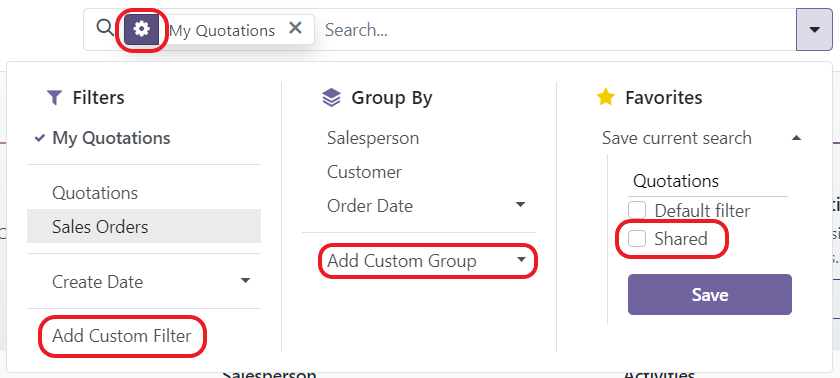 My Quotations
Search...
Filters
My Quotations
Quotations
Sales Orders
Create Date
Add Custom Filter
Group By
Salesperson
Customer
Order Date
Add Custom Group
Favorites
Save current search
Quotations
Default filter
Shared
Save
Salesperson
Activities